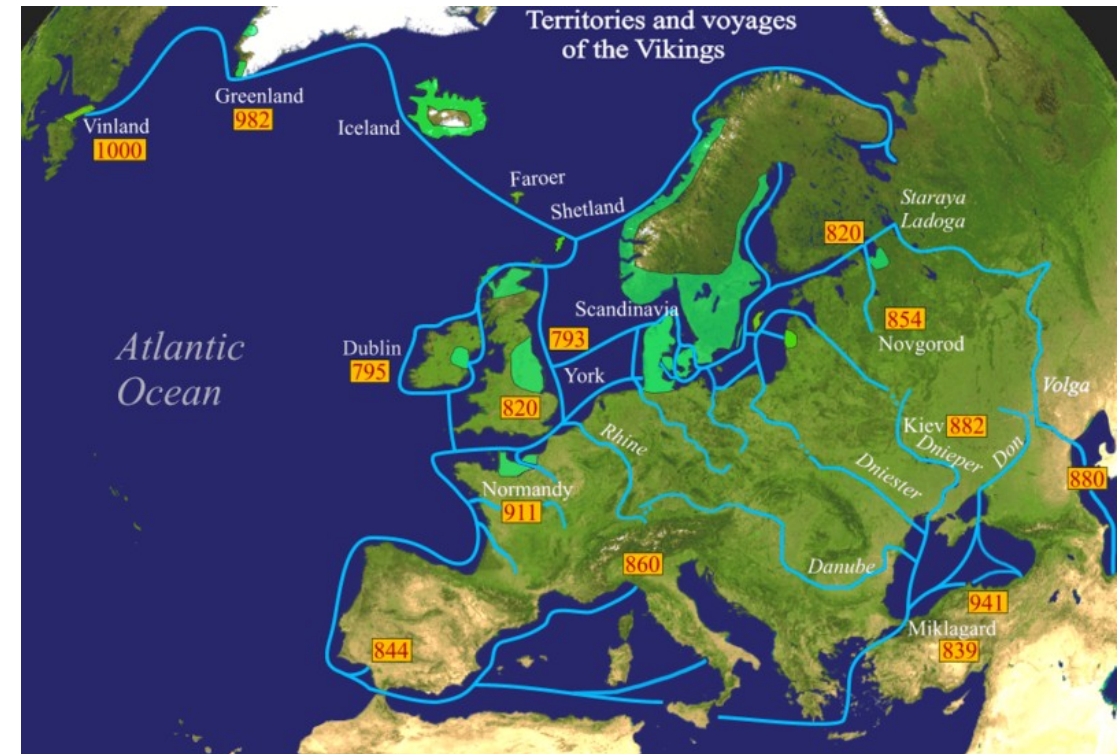 Territories and voyages
of the Vikings
Greenland
982
Vinland
1000
Iceland
Faroer
Shetland
Staraya
Ladoga
820
Scandinavia
854
Novgorod
793
York
Dublin
795
820
Atlantic
Ocean
Volga
Kiev 882
Dnieper
Don
Rhine
Dniester
880
Normandy
911
860
Danube
941
Miklagard
839
844